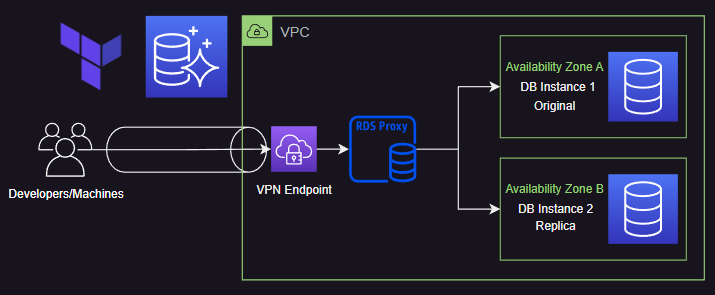 VPC
Availability Zone A
DB Instance 1
Original
RDS Proxy
Developers/Machines
VPN Endpoint
Availability Zone B
DB Instance 2
Replica